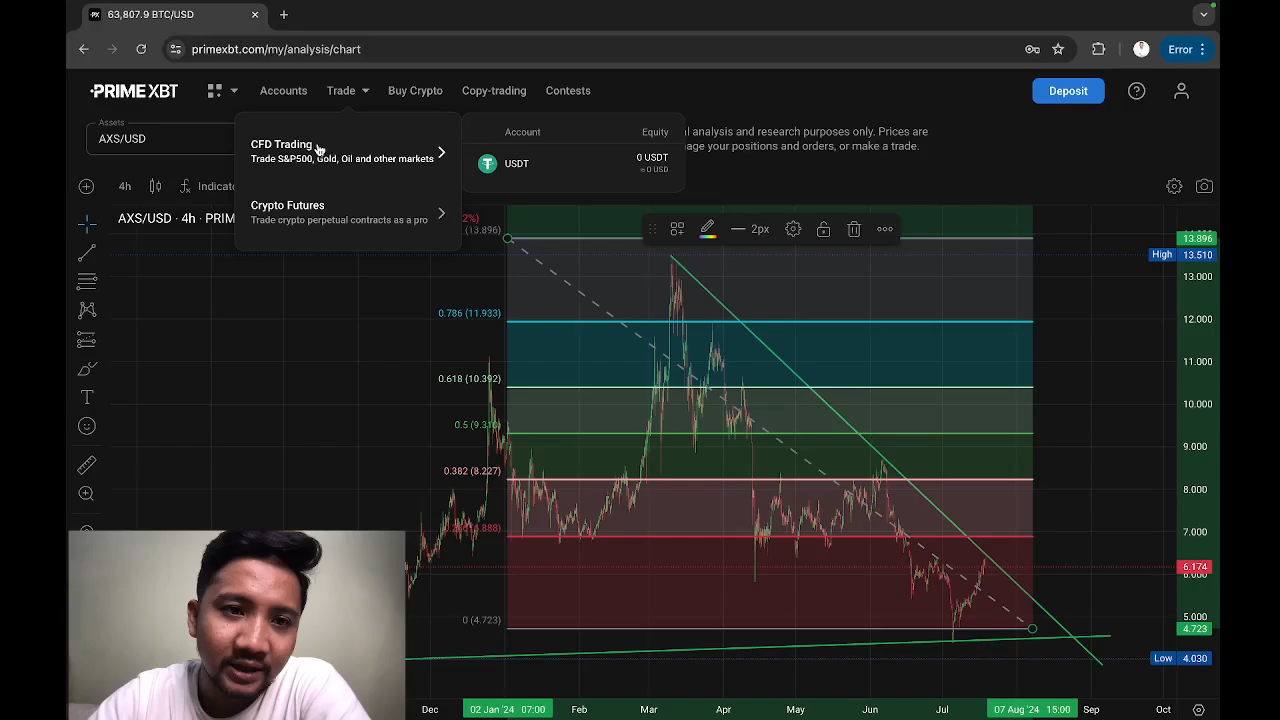 63,807.9 BTC/USD
primexbt.com/my/analysis/chart
Error
PRIME XBT
Accounts
Trade
Buy Crypto
Copy-trading
Contests
Deposit
Assets
AXS/USD
CFD Trading
Trade S&P500, Gold, Oil and other markets
Crypto Futures
Trade crypto perpetual contracts as a pro
Account
Equity
USDT
0 USDT
≈ 0 USD
al analysis and research purposes only. Prices are
nage your positions and orders, or make a trade.
4h
Indicato
AXS/USD · 4h · PRIM
2%)
2px
(13.896)
0.786 (11.933)
0.618 (10.392)
0.382 (8.227)
0 (4.723)
13.896
High 13.510
13.000
12.000
11.000
10.000
9.000
8.000
7.000
6.174
6.000
5.000
4.723
Low 4.030
Dec
02 Jan '24 07:00
Feb
Mar
Apr
May
Jun
Jul
07 Aug '24 15:00
Sep
Oct